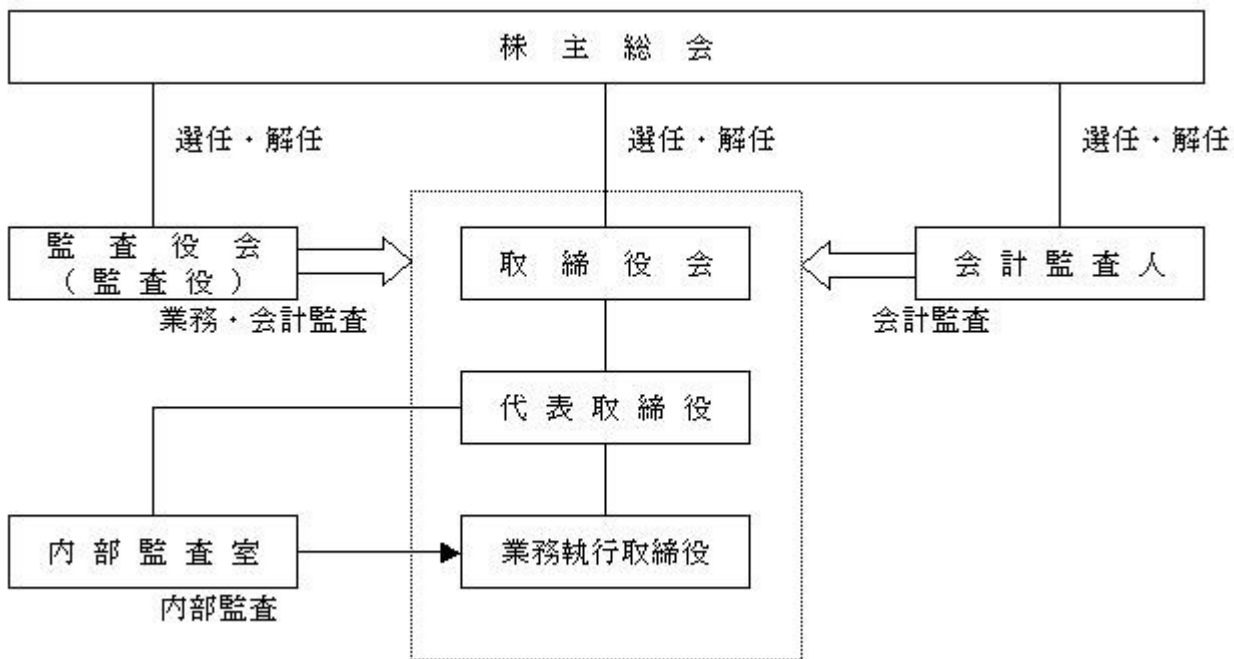 株主総会
選任・解任
選任・解任
選任・解任
監査役会
(監査役)
取締役会
会計監査人
業務・会計監査
会計監査
代表取締役
内部監査室
業務執行取締役
内部監査